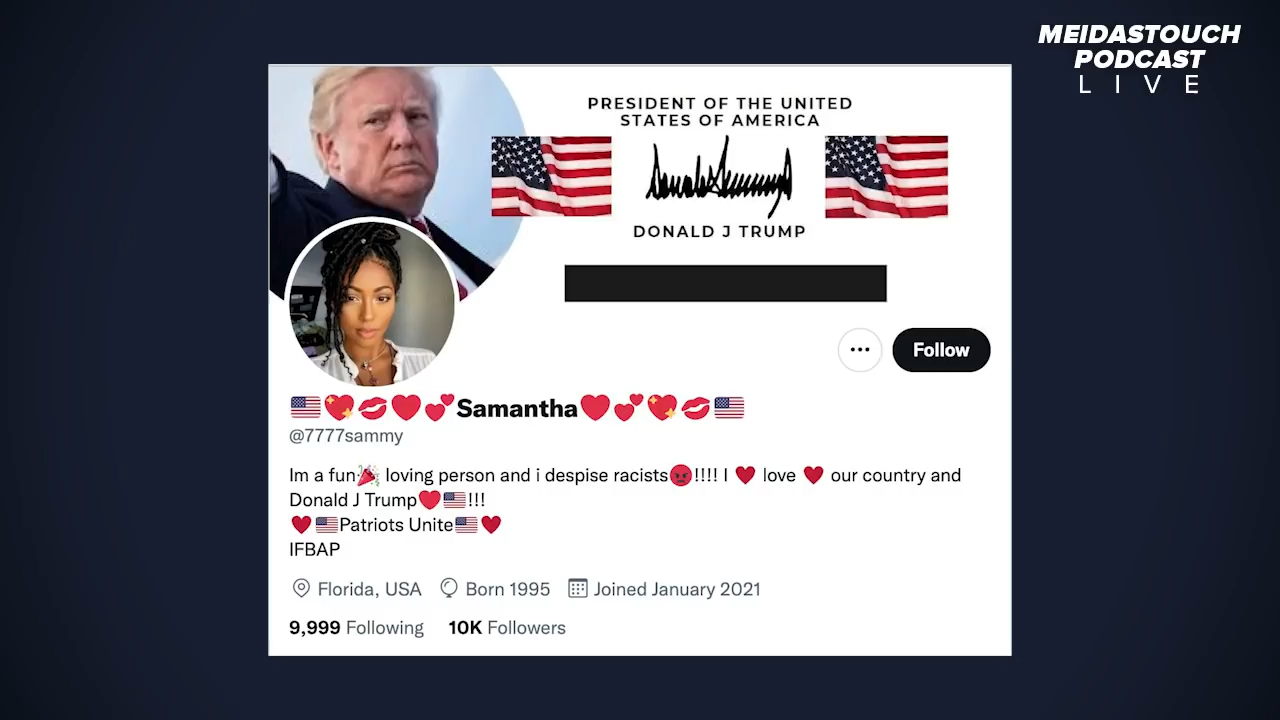 MEIDASTOUCH
PODCAST
LIVE
PRESIDENT OF THE UNITED
STATES OF AMERICA
Donald Trump
DONALD J TRUMP
Follow
🇺🇸💖💋❤️💕Samantha❤️💕💖💋🇺🇸
@7777sammy
Im a fun🎉 loving person and i despise racists😡!!!! I ♥️ love ♥️ our country and
Donald J Trump❤️🇺🇸!!!
♥️🇺🇸Patriots Unite🇺🇸♥️
IFBAP
Florida, USA Born 1995 Joined January 2021
9,999 Following 10K Followers